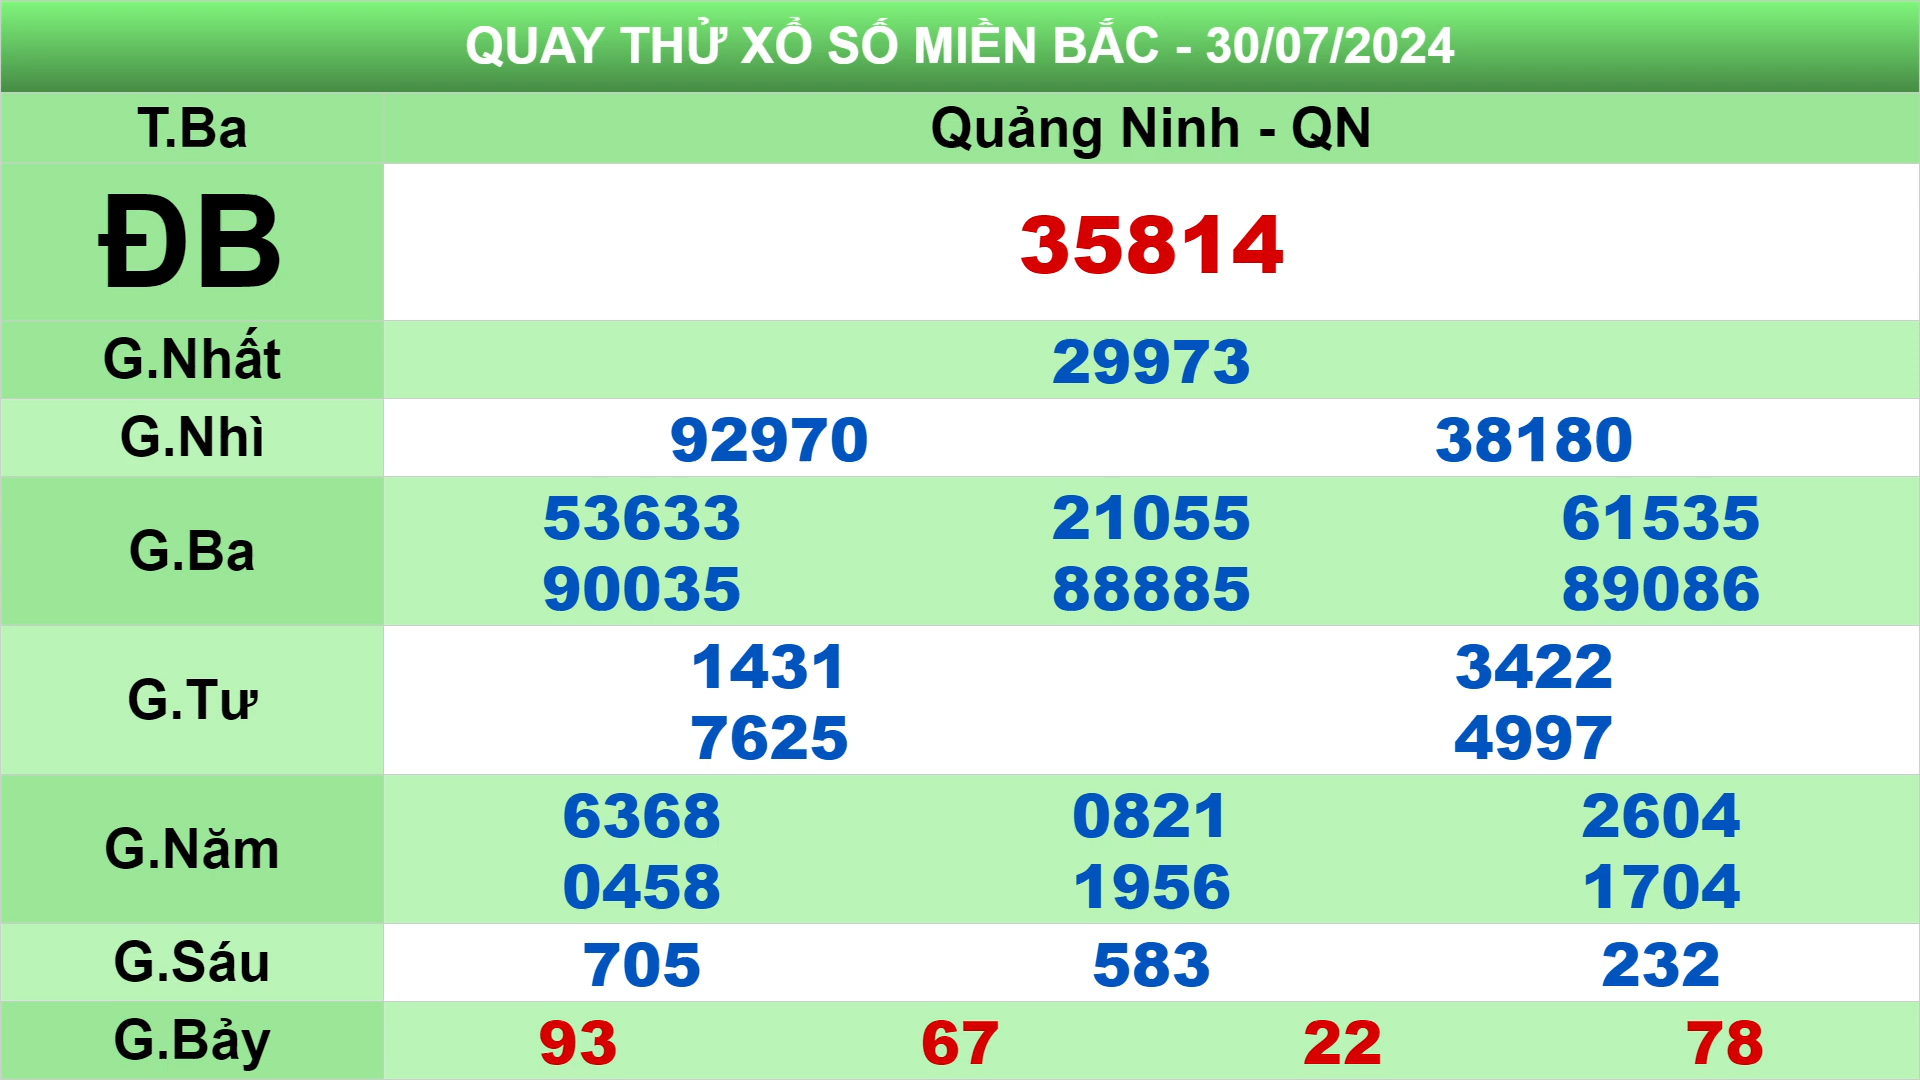 QUAY THỬ XỔ SỐ MIỀN BẮC - 30/07/2024
T.Ba Quảng Ninh - QN
ĐB 35814
G.Nhất 29973
G.Nhì 92970 38180
G.Ba 53633 21055 61535
90035 88885 89086
G.Tư 1431 3422
7625 4997
G.Năm 6368 0821 2604
0458 1956 1704
G.Sáu 705 583 232
G.Bảy 93 67 22 78